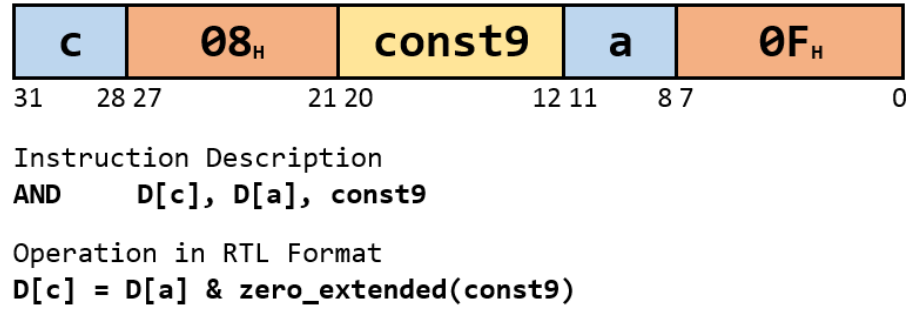 c 08H const9 a 0FH
31 28 27 21 20 12 11 8 7 0
Instruction Description
AND D[c], D[a], const9
Operation in RTL Format
D[c] = D[a] & zero_extended(const9)